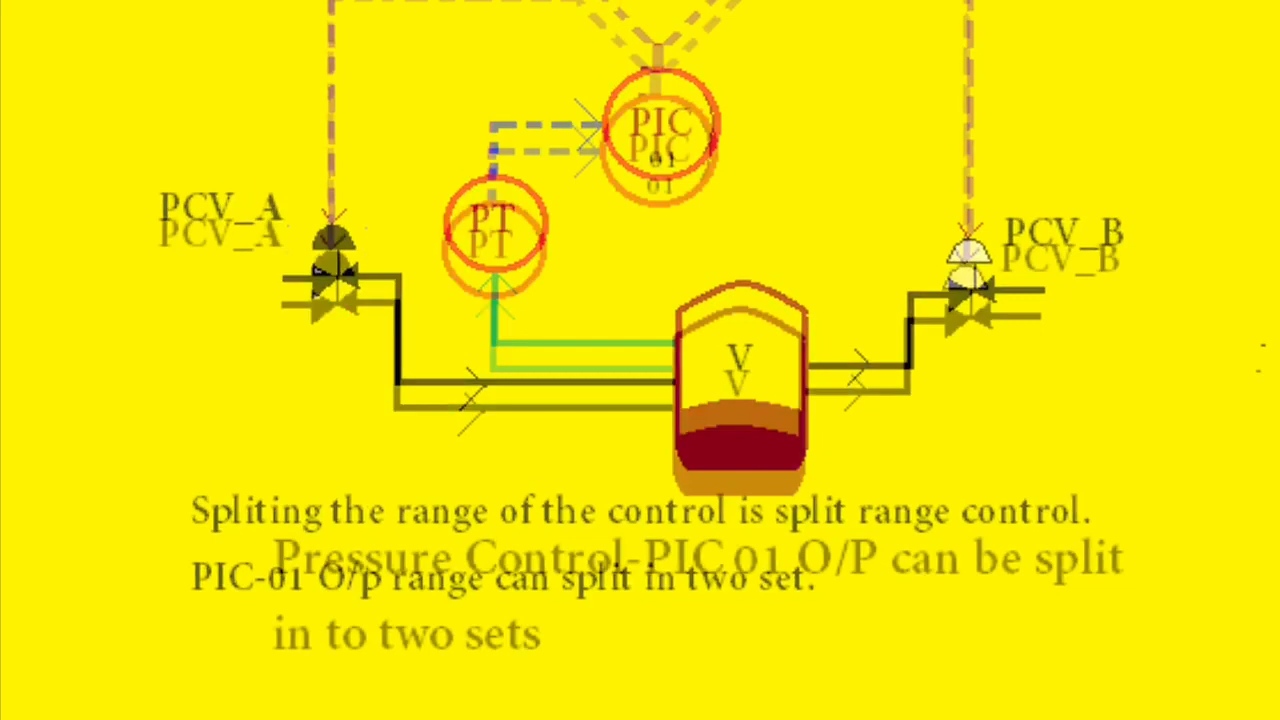 PIC
PIC
01
01
PCV_A
PCV_A
PT
PT
PCV_B
PCV_B
V
V
Spliting the range of the control is split range control.
Pressure Control-PIC 01 O/P can be split
PIC-01 O/p range can split in two set.
in to two sets